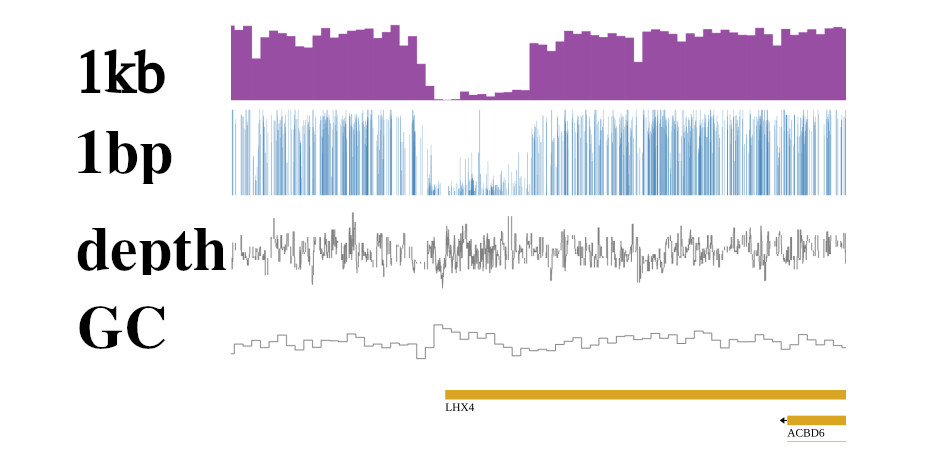 1kb
1bp
depth
GC
LHX4
ACBD6